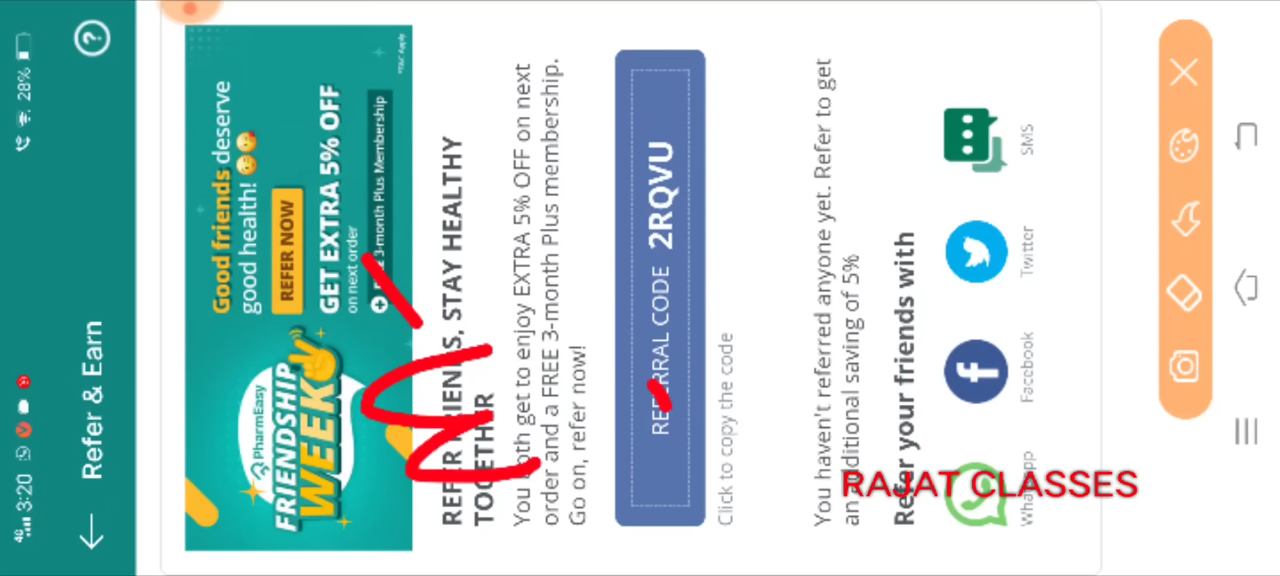 3:20
28%
Refer & Earn
PharmEasy
FRIENDSHIP
WEEK
Good friends deserve
good health!
REFER NOW
GET EXTRA 5% OFF
on next order
3-month Plus Membership
*T&C Apply
REFER FRIENDS, STAY HEALTHY
TOGETHER
You both get to enjoy EXTRA 5% OFF on next
order and a FREE 3-month Plus membership.
Go on, refer now!
REFERRAL CODE 2RQVU
Click to copy the code
You haven't referred anyone yet. Refer to get
an additional saving of 5%
Refer your friends with
WhatsApp
Facebook
Twitter
SMS
RAJAT CLASSES